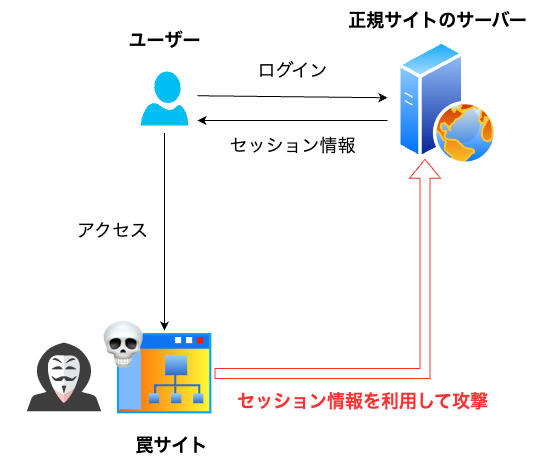 正規サイトのサーバー
ユーザー
ログイン
セッション情報
アクセス
セッション情報を利用して攻撃
罠サイト